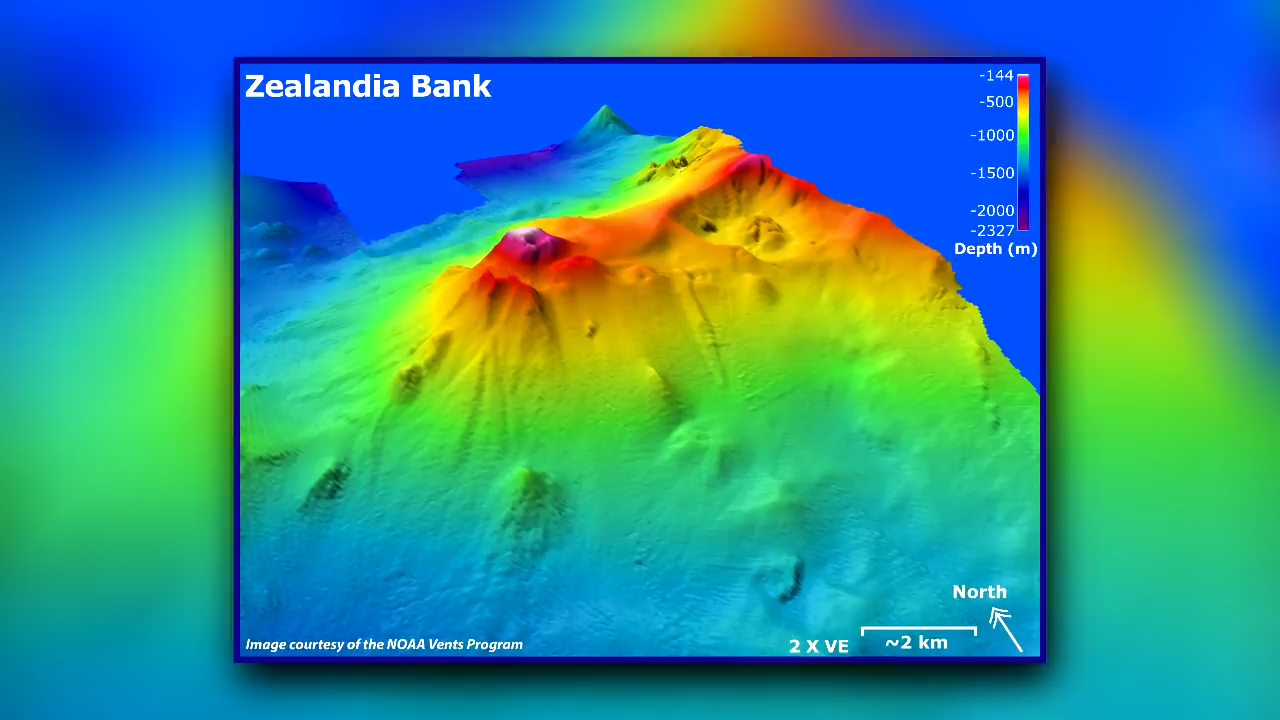 Zealandia Bank
-144
-500
-1000
-1500
-2000
-2327
Depth (m)
North
2 X VE
~2 km
Image courtesy of the NOAA Vents Program